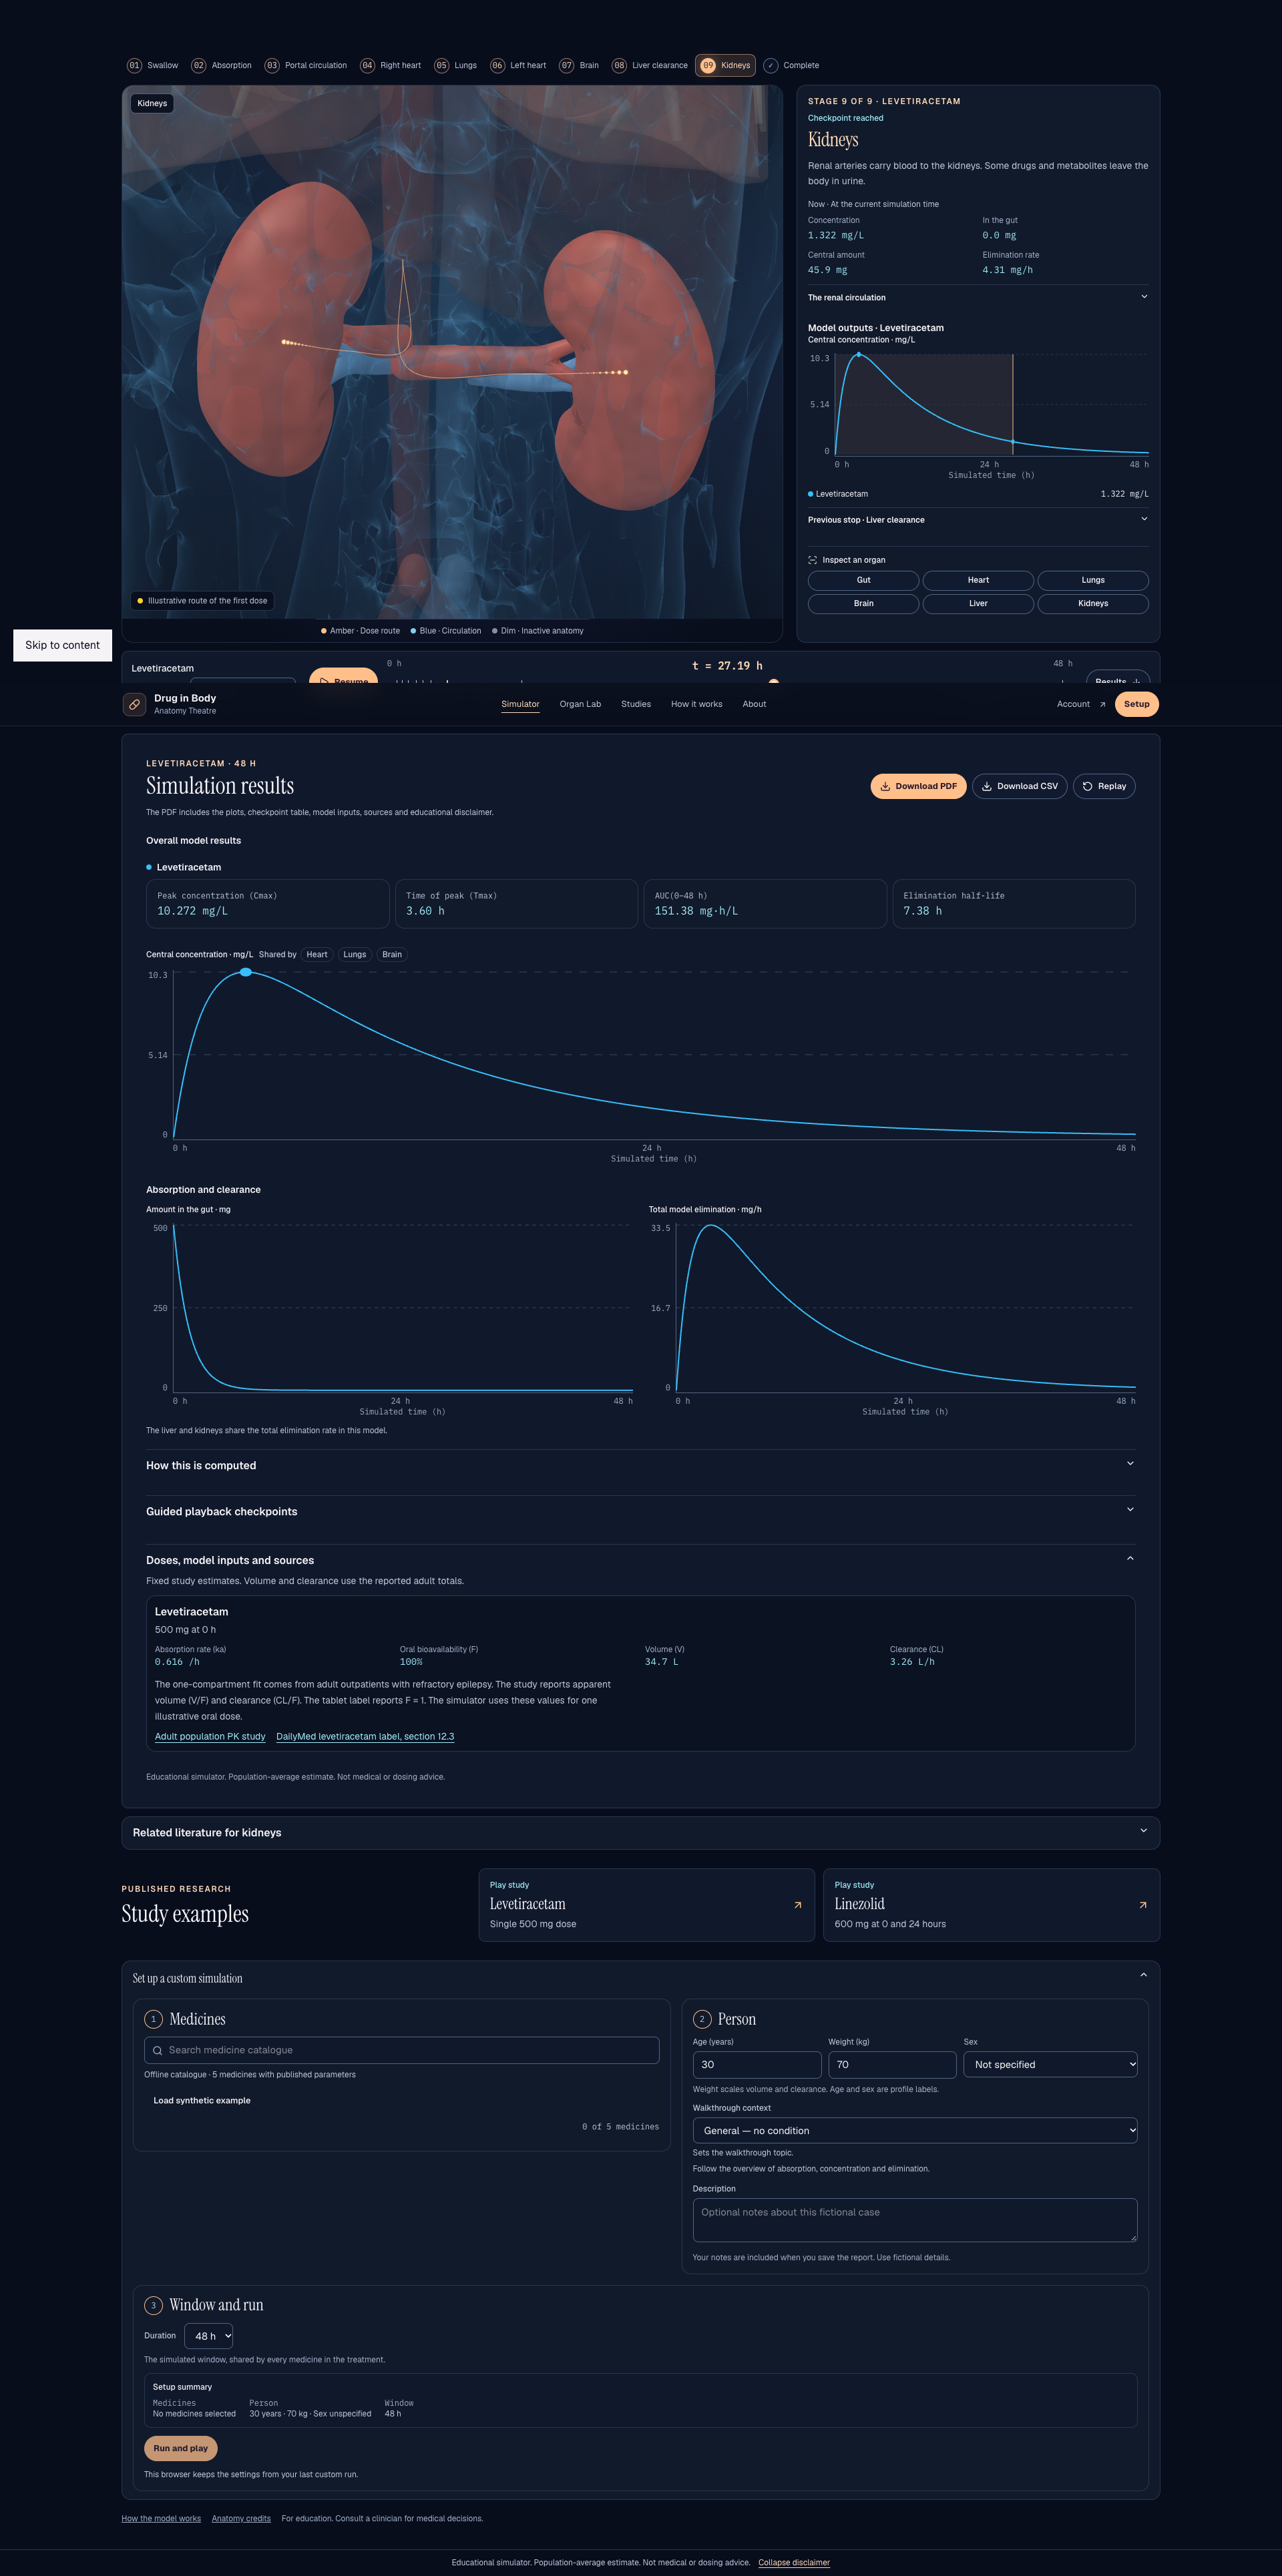 01 Swallow 02 Absorption 03 Portal circulation 04 Right heart 05 Lungs 06 Left heart 07 Brain 08 Liver clearance 09 Kidneys ✓ Complete
Kidneys
Illustrative route of the first dose
Amber · Dose route Blue · Circulation Dim · Inactive anatomy
STAGE 9 OF 9 · LEVETIRACETAM
Checkpoint reached
Kidneys
Renal arteries carry blood to the kidneys. Some drugs and metabolites leave the
body in urine.
Now · At the current simulation time
Concentration In the gut
1.322 mg/L 0.0 mg
Central amount Elimination rate
45.9 mg 4.31 mg/h
The renal circulation
Model outputs · Levetiracetam
Central concentration · mg/L
10.3
5.14
0
0 h 24 h 48 h
Simulated time (h)
Levetiracetam 1.322 mg/L
Previous stop · Liver clearance
Inspect an organ
Gut Heart Lungs
Brain Liver Kidneys
Skip to content
Levetiracetam
Resume
0 h t = 27.19 h 48 h
Results
Drug in Body
Anatomy Theatre
Simulator Organ Lab Studies How it works About
Account Setup
LEVETIRACETAM · 48 H
Simulation results
Download PDF Download CSV Replay
The PDF includes the plots, checkpoint table, model inputs, sources and educational disclaimer.
Overall model results
Levetiracetam
Peak concentration (Cmax) Time of peak (Tmax) AUC(0–48 h) Elimination half-life
10.272 mg/L 3.60 h 151.38 mg·h/L 7.38 h
Central concentration · mg/L Shared by Heart Lungs Brain
10.3
5.14
0
0 h 24 h 48 h
Simulated time (h)
Absorption and clearance
Amount in the gut · mg
500
250
0
0 h 24 h 48 h
Simulated time (h)
Total model elimination · mg/h
33.5
16.7
0
0 h 24 h 48 h
Simulated time (h)
The liver and kidneys share the total elimination rate in this model.
How this is computed
Guided playback checkpoints
Doses, model inputs and sources
Fixed study estimates. Volume and clearance use the reported adult totals.
Levetiracetam
500 mg at 0 h
Absorption rate (ka) Oral bioavailability (F) Volume (V) Clearance (CL)
0.616 /h 100% 34.7 L 3.26 L/h
The one-compartment fit comes from adult outpatients with refractory epilepsy. The study reports apparent
volume (V/F) and clearance (CL/F). The tablet label reports F = 1. The simulator uses these values for one
illustrative oral dose.
Adult population PK study DailyMed levetiracetam label, section 12.3
Educational simulator. Population-average estimate. Not medical or dosing advice.
Related literature for kidneys
PUBLISHED RESEARCH
Study examples
Play study
Levetiracetam
Single 500 mg dose
Play study
Linezolid
600 mg at 0 and 24 hours
Set up a custom simulation
1 Medicines
Search medicine catalogue
Offline catalogue · 5 medicines with published parameters
Load synthetic example
0 of 5 medicines
2 Person
Age (years) Weight (kg) Sex
30 70 Not specified
Weight scales volume and clearance. Age and sex are profile labels.
Walkthrough context
General — no condition
Sets the walkthrough topic.
Follow the overview of absorption, concentration and elimination.
Description
Optional notes about this fictional case
Your notes are included when you save the report. Use fictional details.
3 Window and run
Duration 48 h
The simulated window, shared by every medicine in the treatment.
Setup summary
Medicines Person Window
No medicines selected 30 years · 70 kg · Sex unspecified 48 h
Run and play
This browser keeps the settings from your last custom run.
How the model works Anatomy credits For education. Consult a clinician for medical decisions.
Educational simulator. Population-average estimate. Not medical or dosing advice. Collapse disclaimer